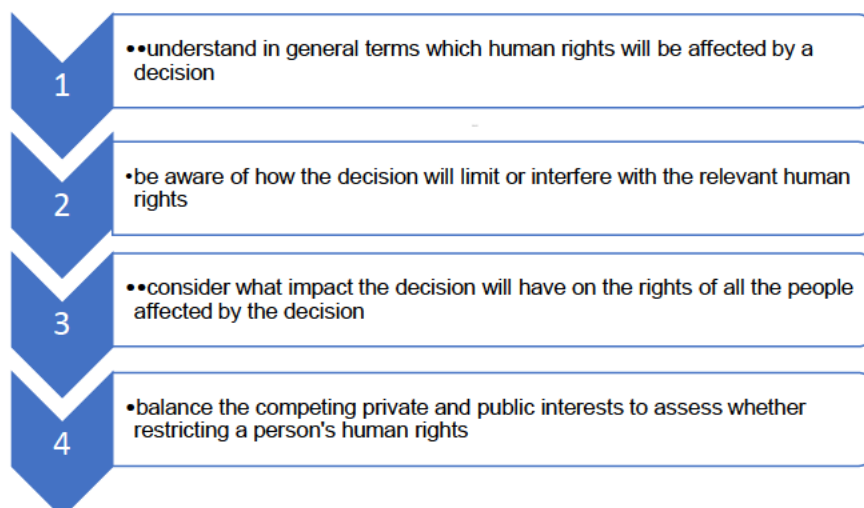 1
••understand in general terms which human rights will be affected by a
decision
2
•be aware of how the decision will limit or interfere with the relevant human
rights
3
••consider what impact the decision will have on the rights of all the people
affected by the decision
4
•balance the competing private and public interests to assess whether
restricting a person's human rights